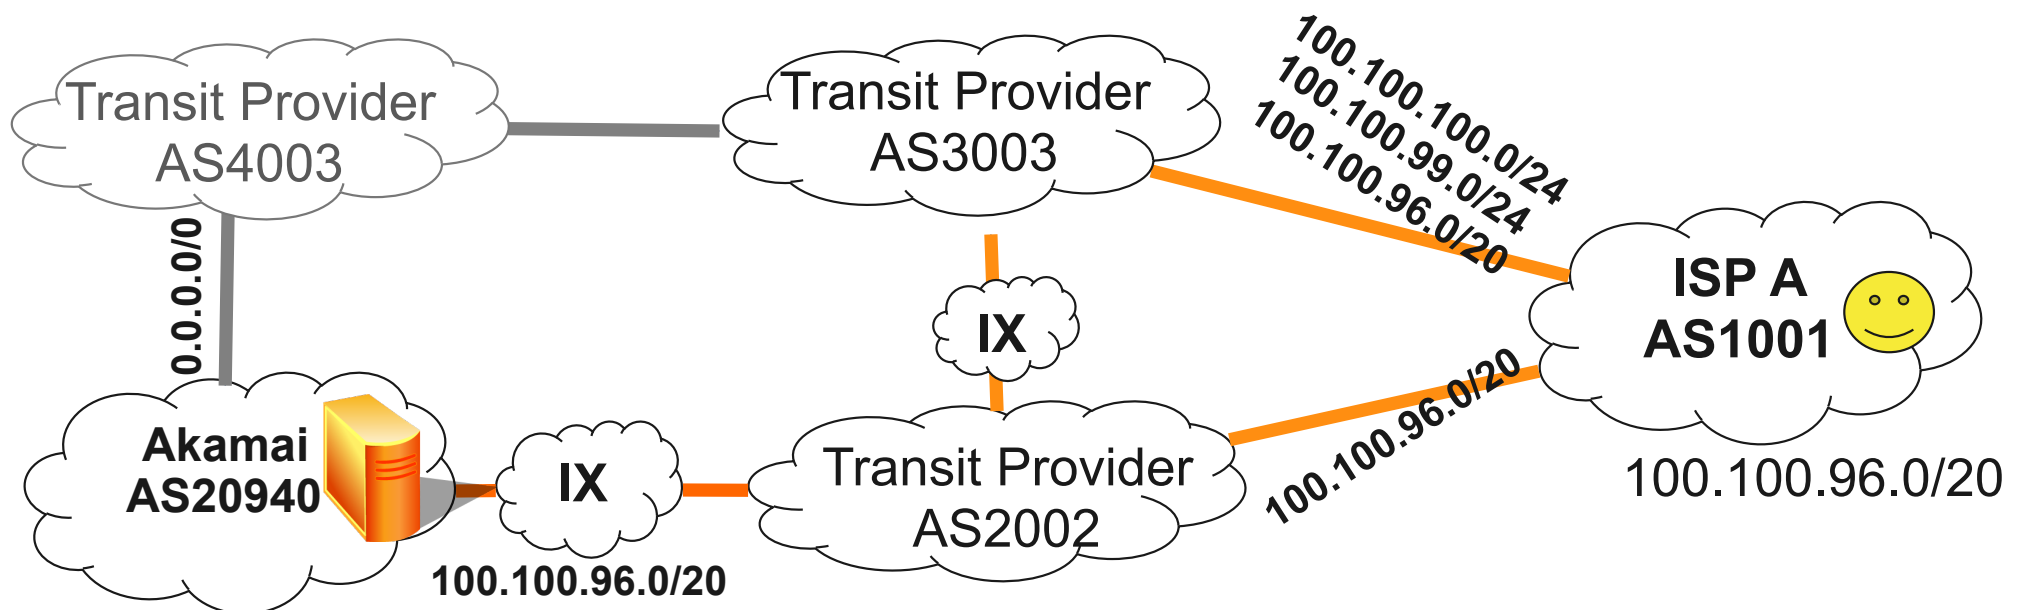 Transit Provider
AS4003
Transit Provider
AS3003
100.100.100.0/24
100.100.99.0/24
100.100.96.0/20
0.0.0.0/0
IX
ISP A
AS1001
100.100.96.0/20
Akamai
AS20940
IX
100.100.96.0/20
Transit Provider
AS2002
100.100.96.0/20